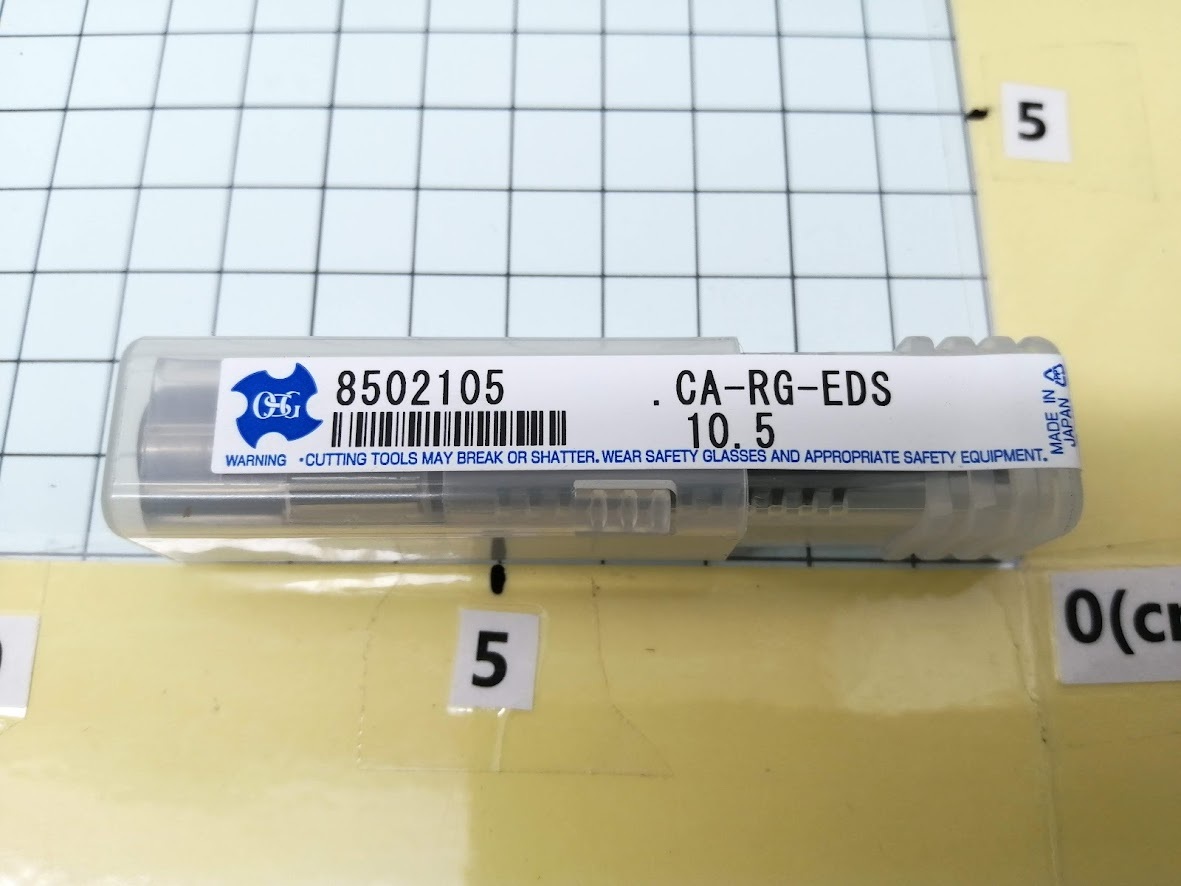 5
OSG
8502105
.CA-RG-EDS
10.5
WARNING ・CUTTING TOOLS MAY BREAK OR SHATTER. WEAR SAFETY GLASSES AND APPROPRIATE SAFETY EQUIPMENT.
MADE IN
JAPAN
5
0(c